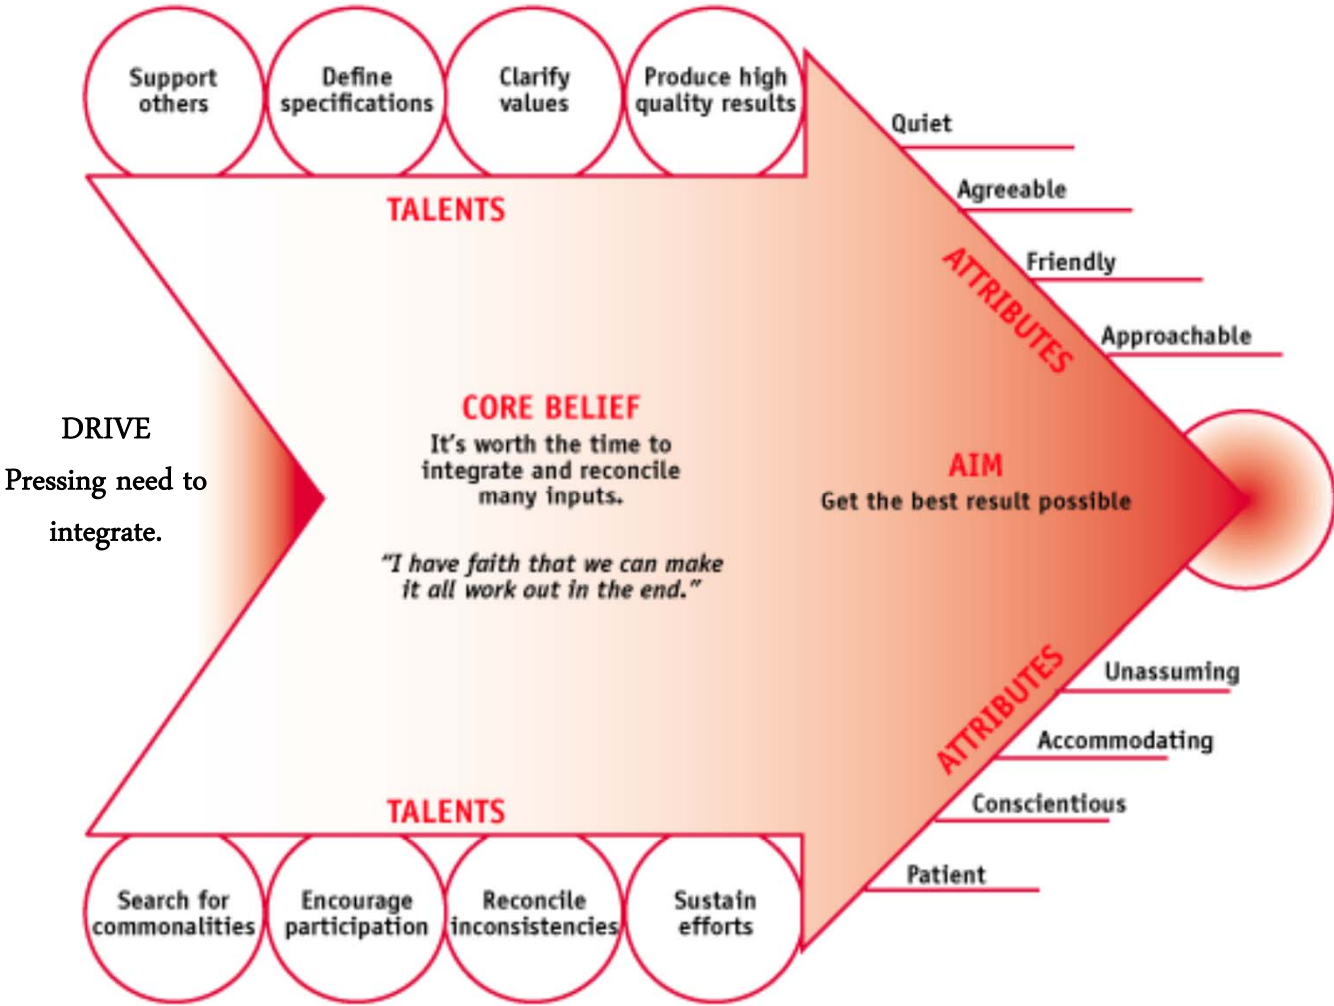 Support
others
Define
specifications
Clarify
values
Produce high
quality results
TALENTS
Quiet
Agreeable
Friendly
Approachable
ATTRIBUTES
DRIVE
Pressing need to
integrate.
CORE BELIEF
It's worth the time to
integrate and reconcile
many inputs.
"I have faith that we can make
it all work out in the end."
AIM
Get the best result possible
ATTRIBUTES
Unassuming
Accommodating
Conscientious
Patient
TALENTS
Search for
commonalities
Encourage
participation
Reconcile
inconsistencies
Sustain
efforts